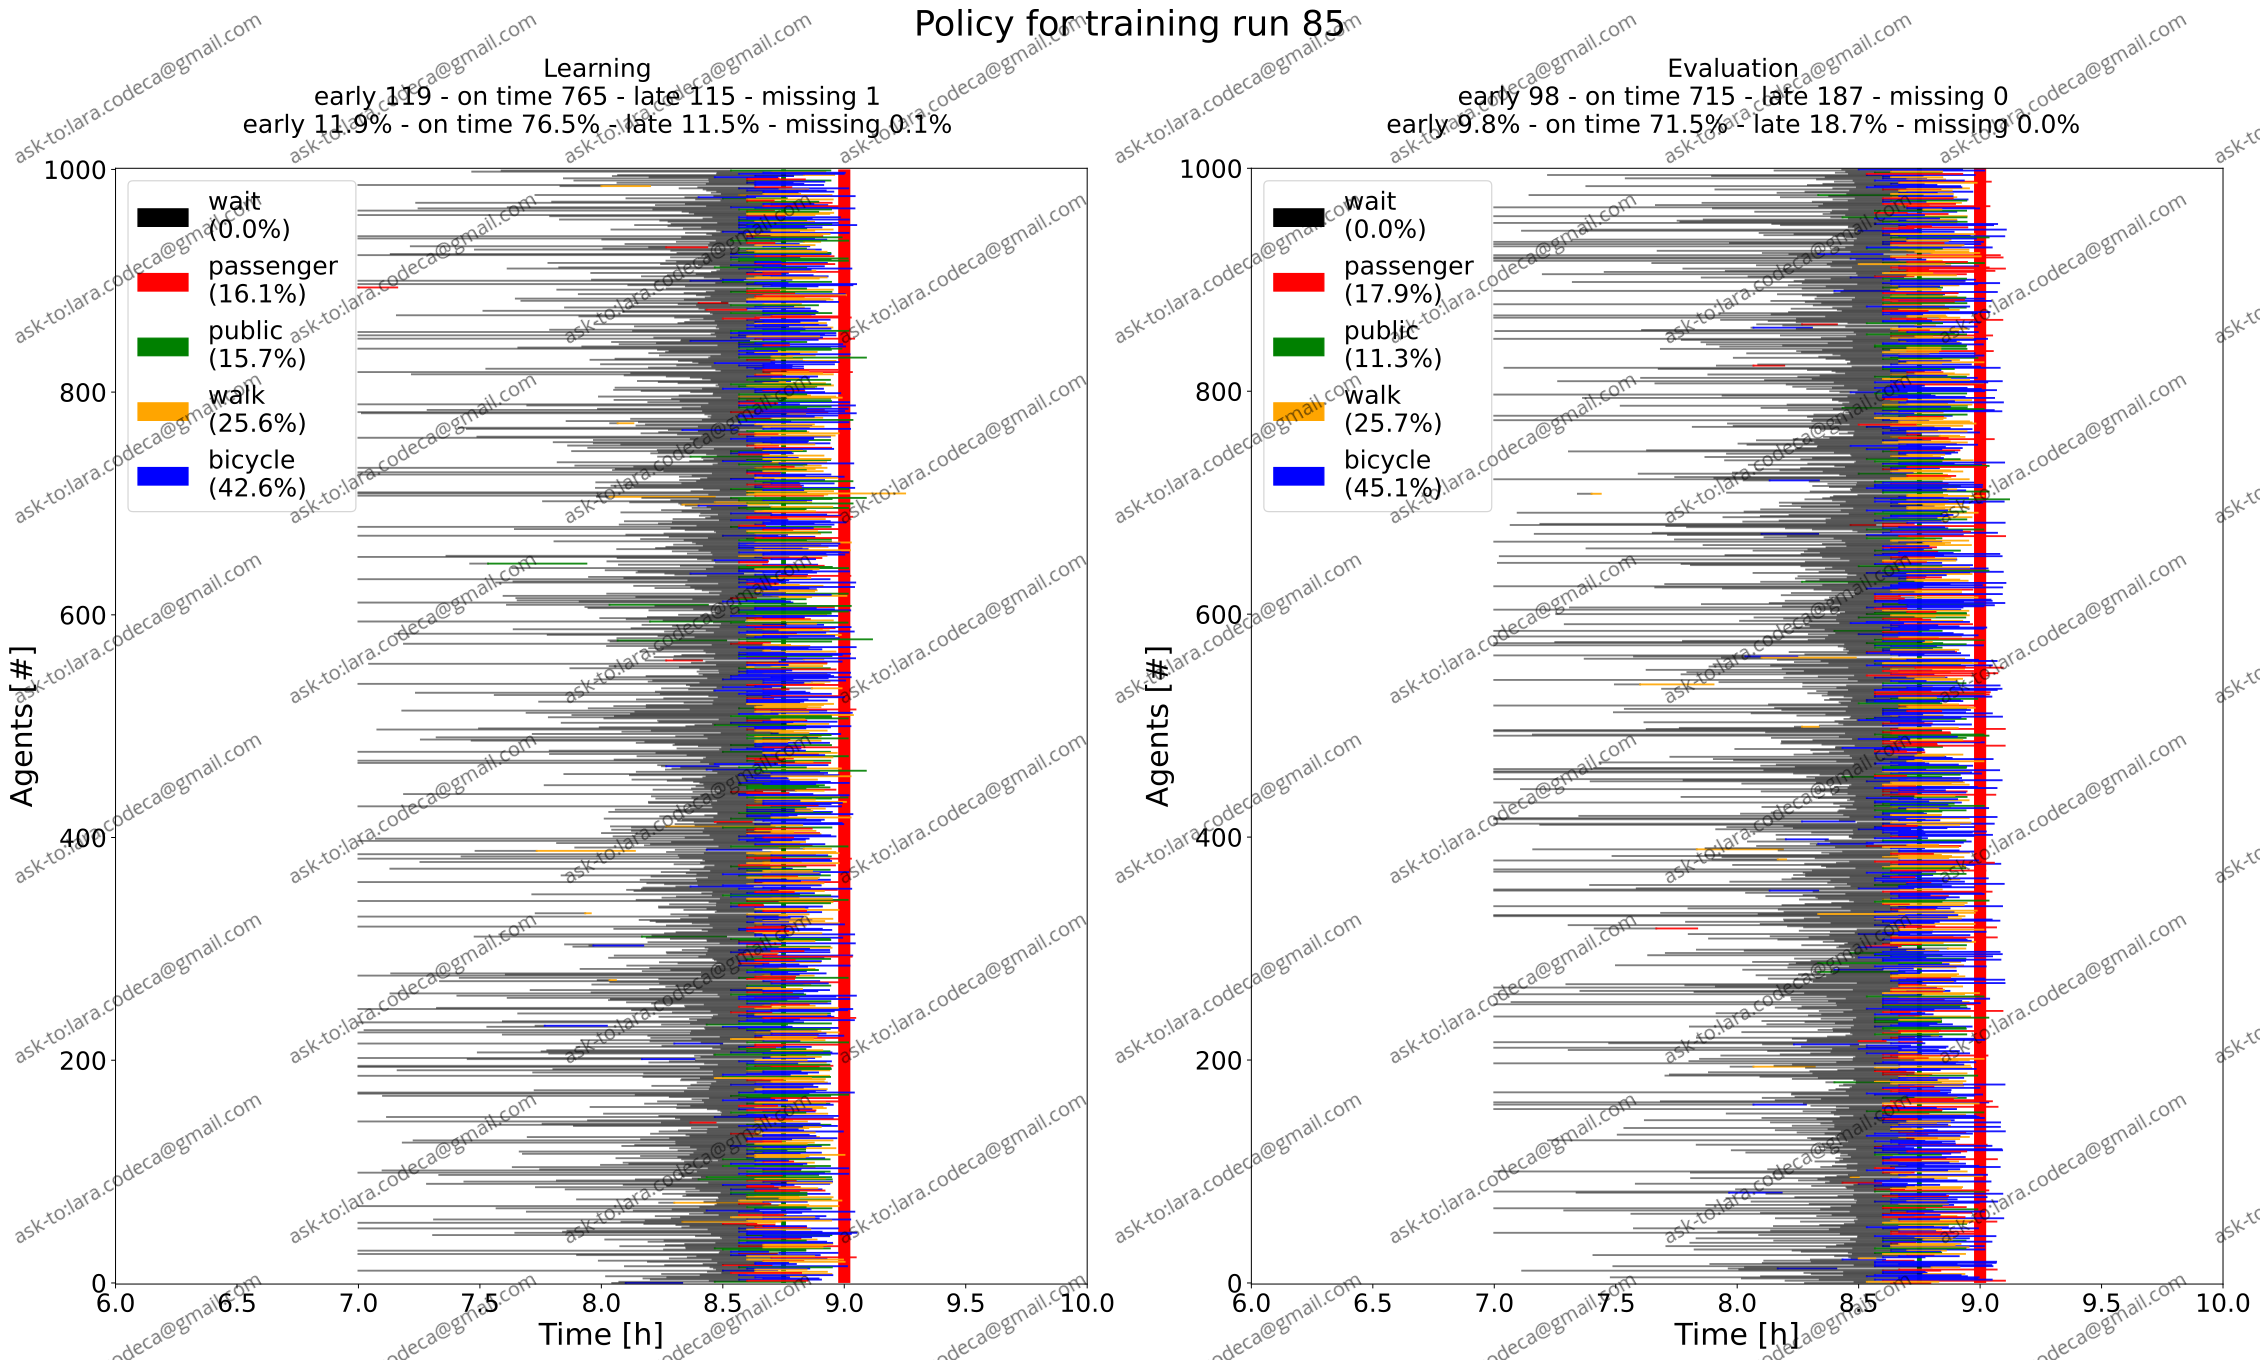 Policy for training run 85
Learning
early 119 - on time 765 - late 115 - missing 1
early 11.9% - on time 76.5% - late 11.5% - missing 0.1%
1000
800
600
400
200
0
Agents [#]
wait
(0.0%)
passenger
(16.1%)
public
(15.7%)
walk
(25.6%)
bicycle
(42.6%)
6.0 6.5 7.0 7.5 8.0 8.5 9.0 9.5 10.0
Time [h]
Evaluation
early 98 - on time 715 - late 187 - missing 0
early 9.8% - on time 71.5% - late 18.7% - missing 0.0%
1000
800
600
400
200
0
Agents [#]
wait
(0.0%)
passenger
(17.9%)
public
(11.3%)
walk
(25.7%)
bicycle
(45.1%)
6.0 6.5 7.0 7.5 8.0 8.5 9.0 9.5 10.0
Time [h]
ask-to:lara.codeca@gmail.com